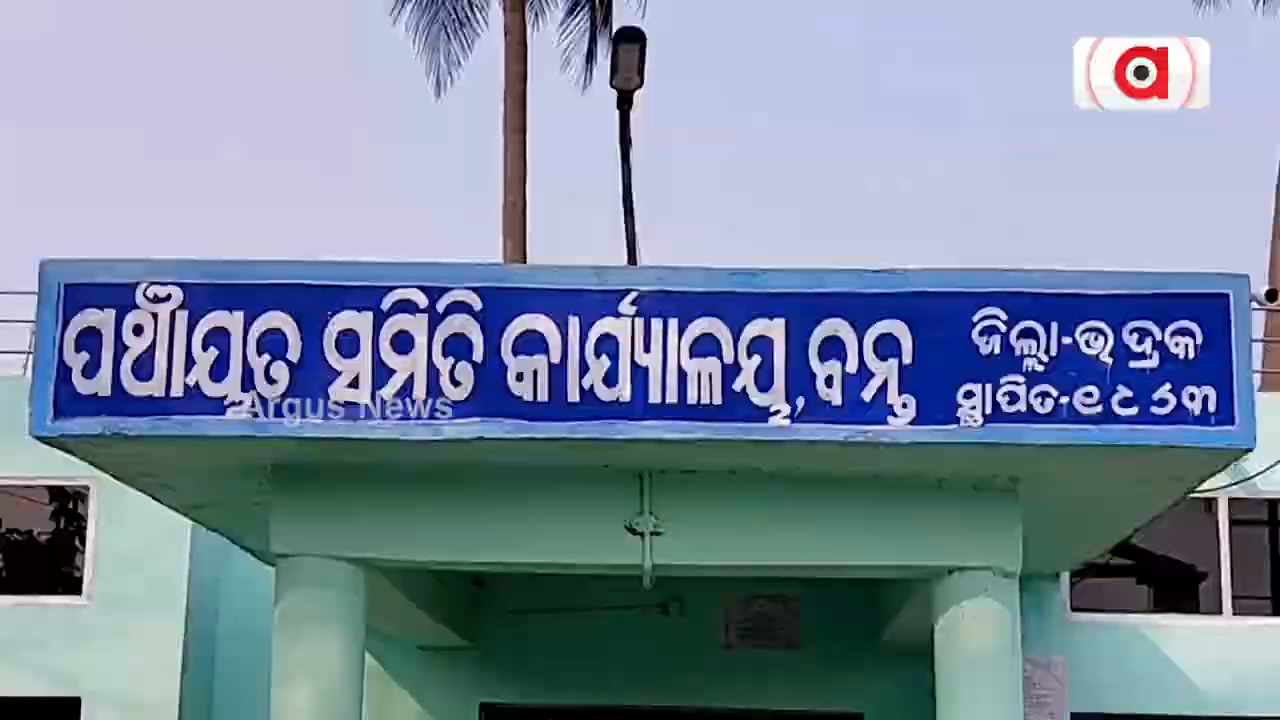 ପଞ୍ଚାୟତ ସମିତି କାର୍ଯ୍ୟାଳୟ, ବନ୍ତ
ଜିଲ୍ଲା-ଭଦ୍ରକ
ସ୍ଥାପିତ-୧୯୬୩
Argus News